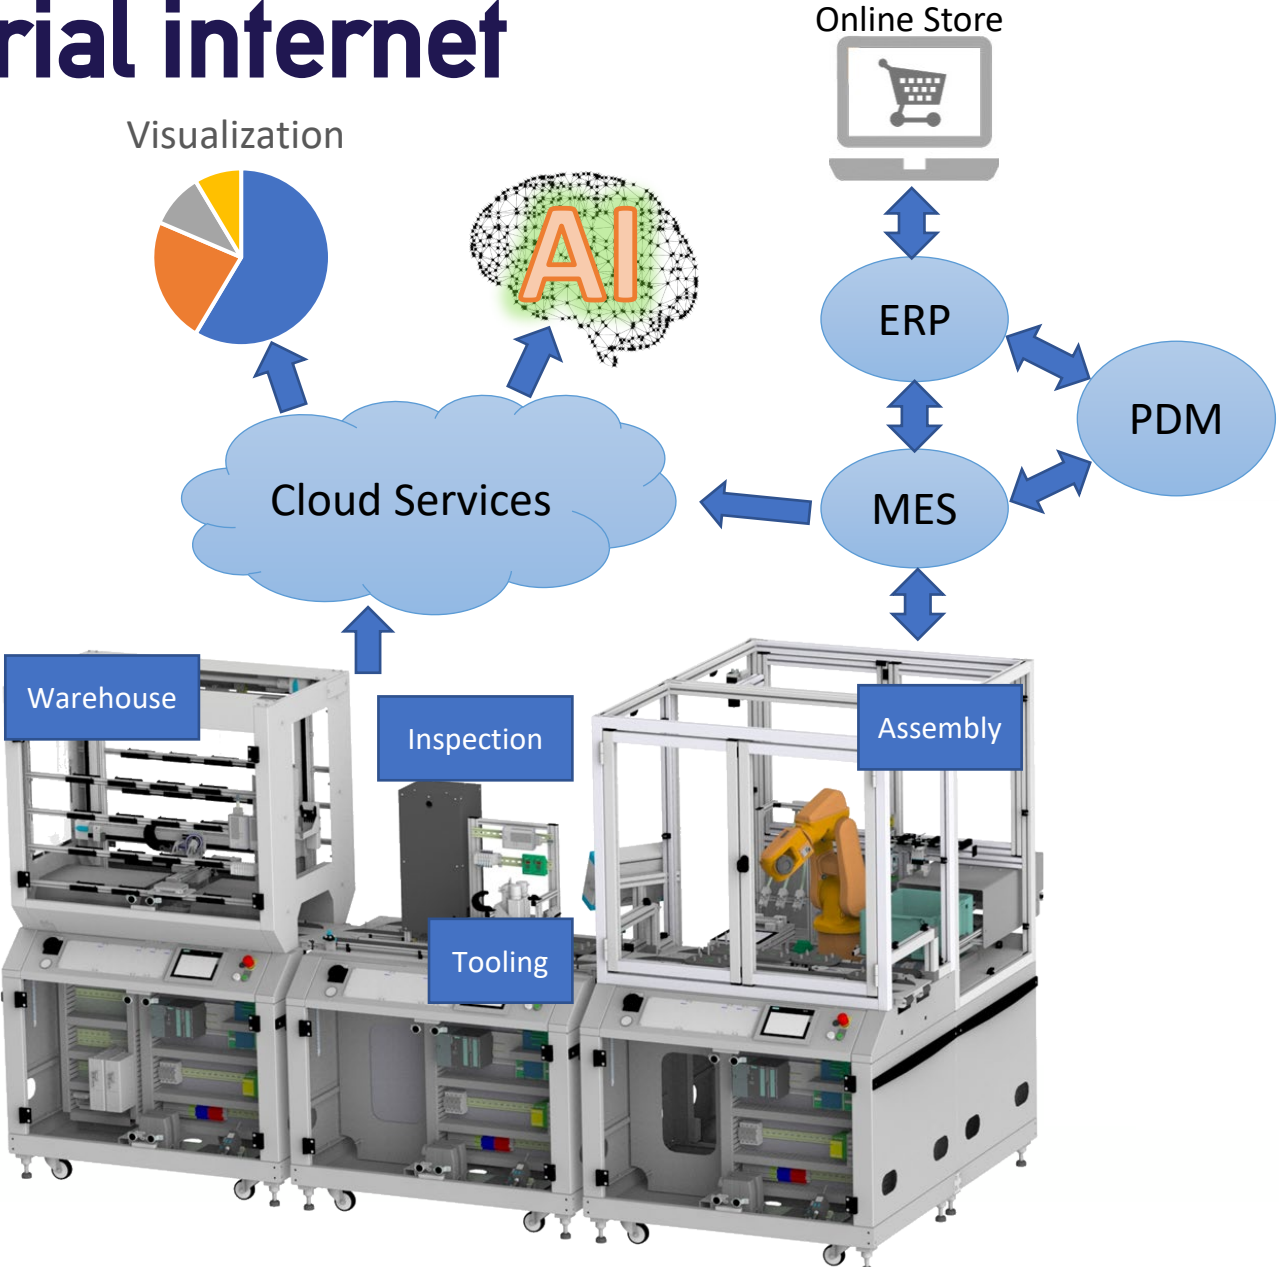 rial internet
Online Store
Visualization
AI
ERP
PDM
Cloud Services
MES
Warehouse
Inspection
Assembly
Tooling